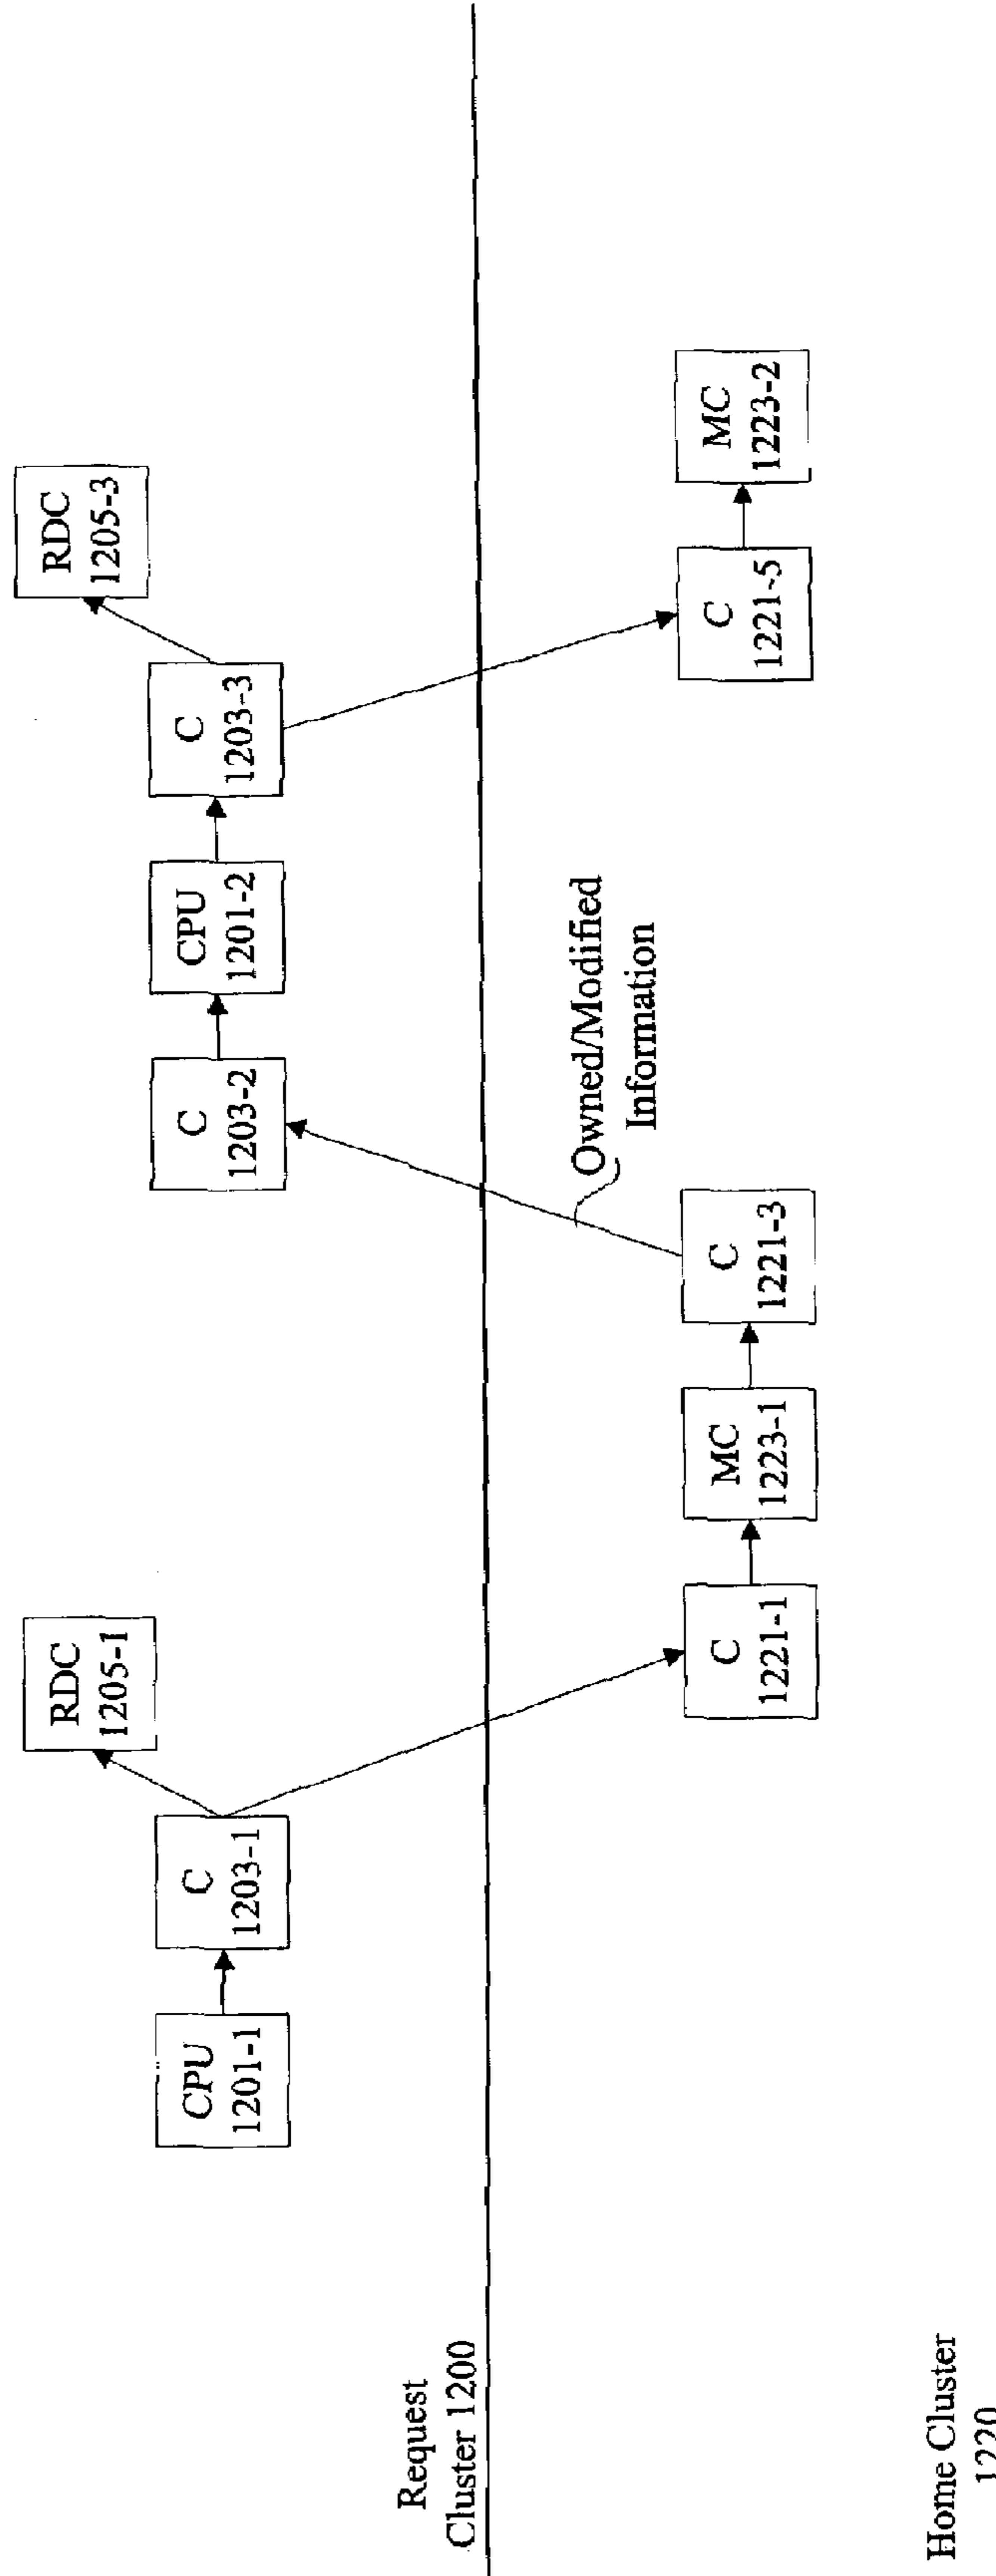 RDC
1205-1
RDC
1205-3
CPU
1201-1
C
1203-1
C
1203-2
CPU
1201-2
C
1203-3
Request
Cluster 1200
Owned/Modified
Information
C
1221-1
MC
1223-1
C
1221-3
C
1221-5
MC
1223-2
Home Cluster
1220